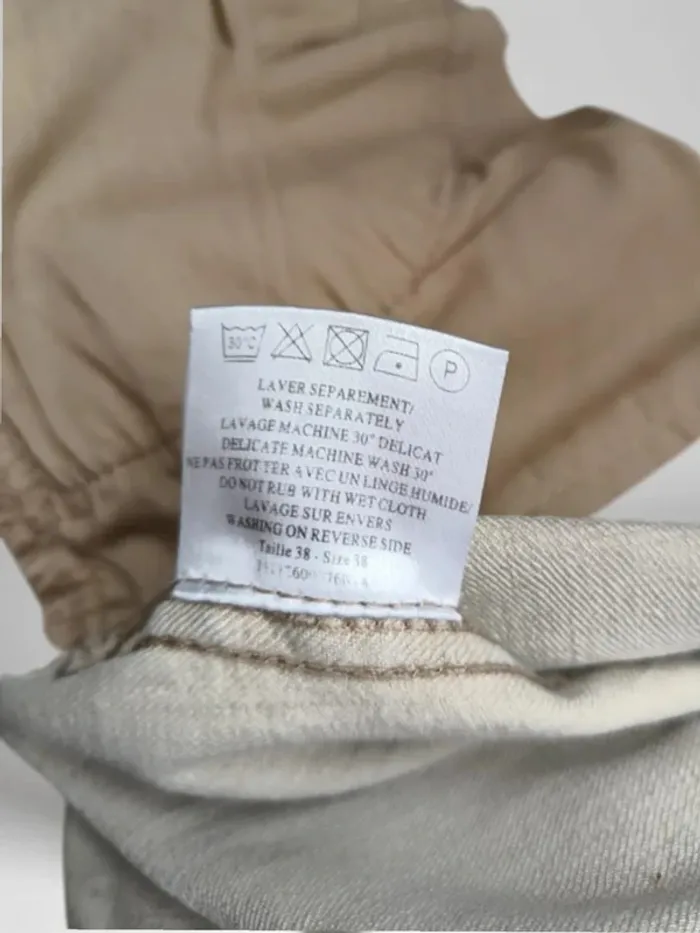 30°C
P
LAVER SEPAREMENT/
WASH SEPARATELY
LAVAGE MACHINE 30° DELICAT
DELICATE MACHINE WASH 30°
NE PAS FROTTER AVEC UN LINGE HUMIDE/
DO NOT RUB WITH WET CLOTH
LAVAGE SUR ENVERS
WASHING ON REVERSE SIDE
Taille 38 - Size 38